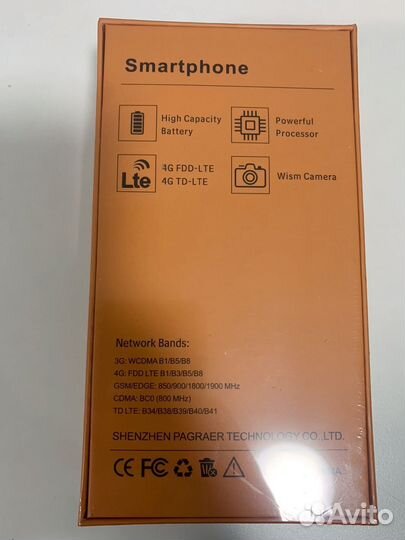 Smartphone
High Capacity
Battery
Powerful
Processor
Lte
4G FDD-LTE
4G TD-LTE
Wism Camera
Network Bands:
3G: WCDMA B1/B5/B8
4G: FDD LTE B1/B3/B5/B8
GSM/EDGE: 850/900/1800/1900 MHz
CDMA: BC0 (800 MHz)
TD LTE: B34/B38/B39/B40/B41
SHENZHEN PAGRAER TECHNOLOGY CO.,LTD.
CE FC
Avito